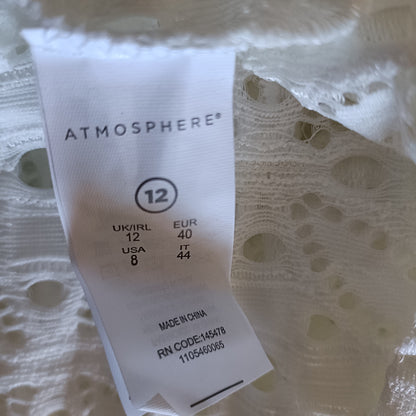 ATMOSPHERE®
12
UK/IRL EUR
12 40
USA IT
8 44
MADE IN CHINA
RN CODE:145478
1105460065